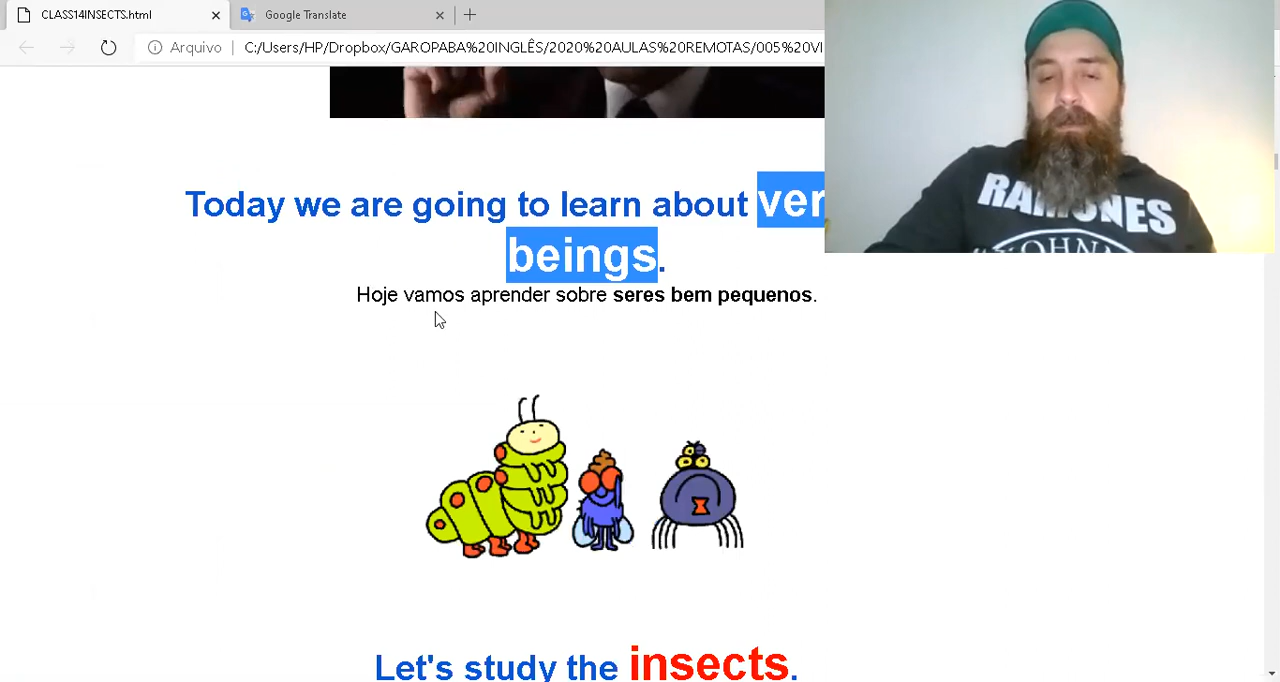 CLASS14INSECTS.html
Google Translate
Arquivo
C:/Users/HP/Dropbox/GAROPABA%20INGLÊS/2020%20AULAS%20REMOTAS/005%20VI
RAMONES
JOHN
Today we are going to learn about ver
beings.
Hoje vamos aprender sobre seres bem pequenos.
Let's study the insects.